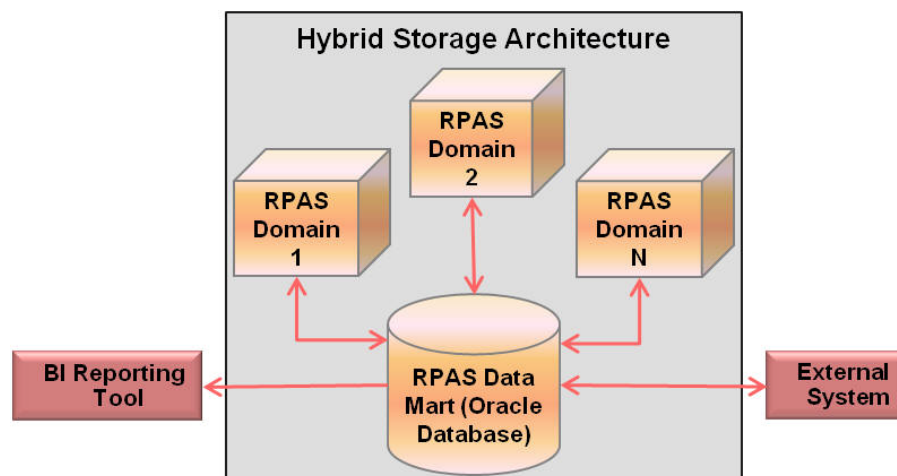 Hybrid Storage Architecture
RPAS
Domain
1
RPAS
Domain
2
RPAS
Domain
N
BI Reporting
Tool
RPAS Data
Mart (Oracle
Database)
External
System